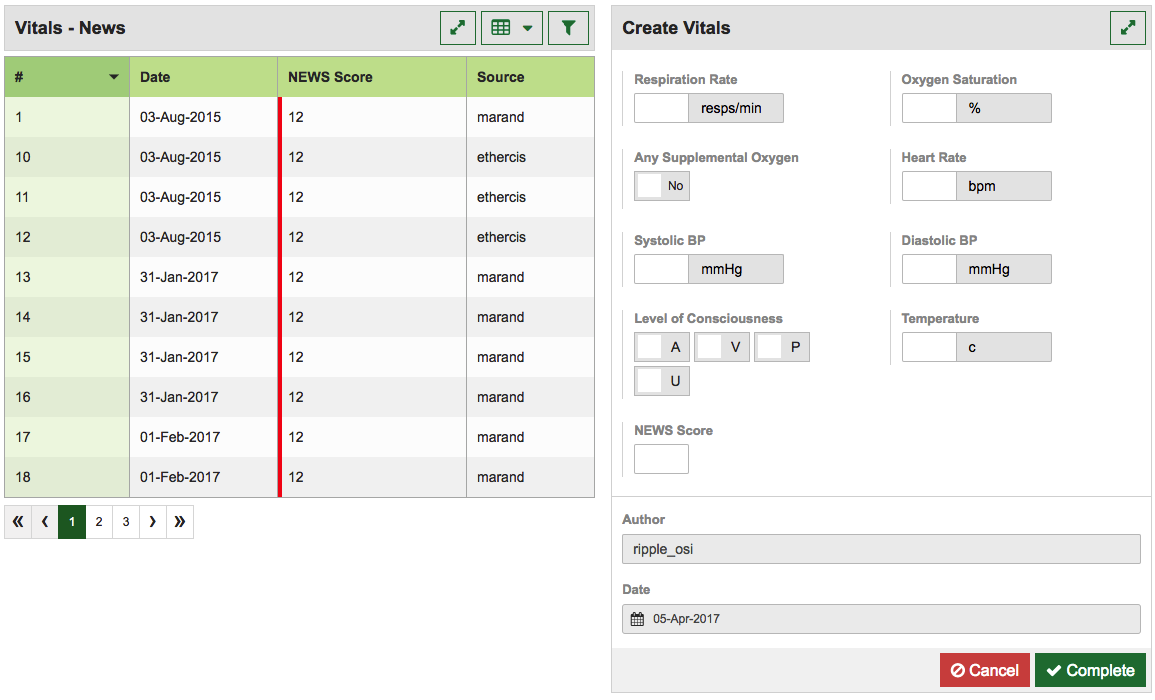 Vitals - News
# Date NEWS Score Source
1 03-Aug-2015 12 marand
10 03-Aug-2015 12 ethercis
11 03-Aug-2015 12 ethercis
12 03-Aug-2015 12 ethercis
13 31-Jan-2017 12 marand
14 31-Jan-2017 12 marand
15 31-Jan-2017 12 marand
16 31-Jan-2017 12 marand
17 01-Feb-2017 12 marand
18 01-Feb-2017 12 marand
« ‹ 1 2 3 › »
Create Vitals
Respiration Rate Oxygen Saturation
resps/min %
Any Supplemental Oxygen Heart Rate
No bpm
Systolic BP Diastolic BP
mmHg mmHg
Level of Consciousness Temperature
A V P c
U
NEWS Score
Author
ripple_osi
Date
05-Apr-2017
Cancel Complete